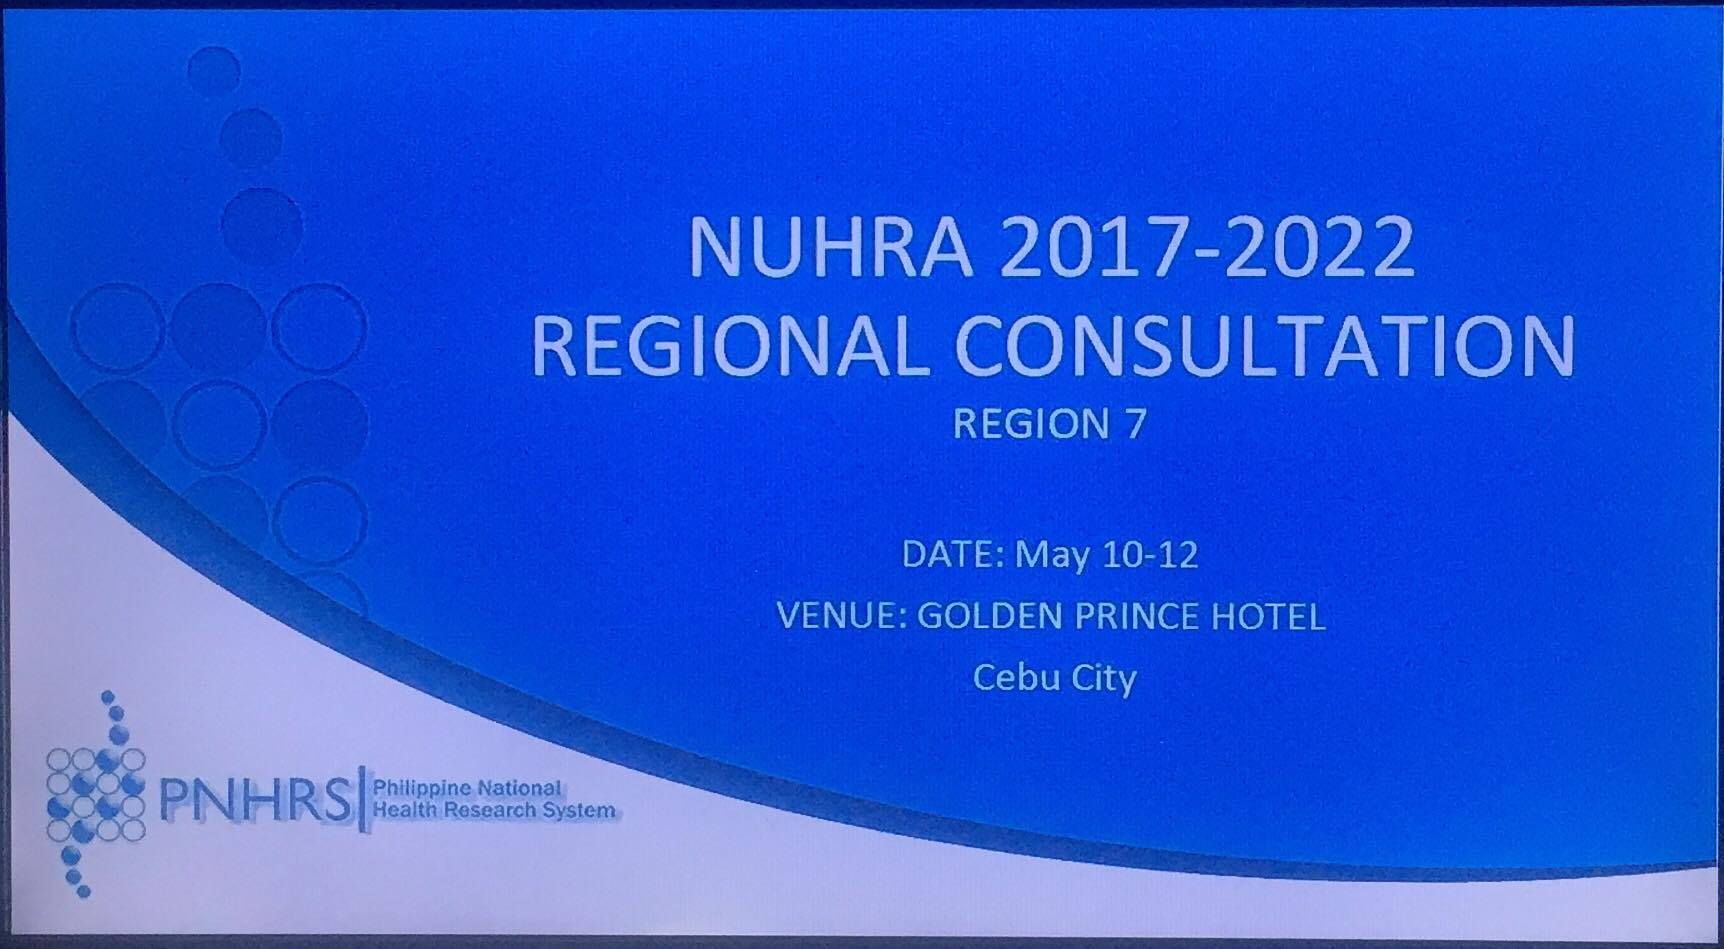 NUHRA 2017-2022
REGIONAL CONSULTATION
REGION 7
DATE: May 10-12
VENUE: GOLDEN PRINCE HOTEL
Cebu City
PNHRS
Philippine National
Health Research System